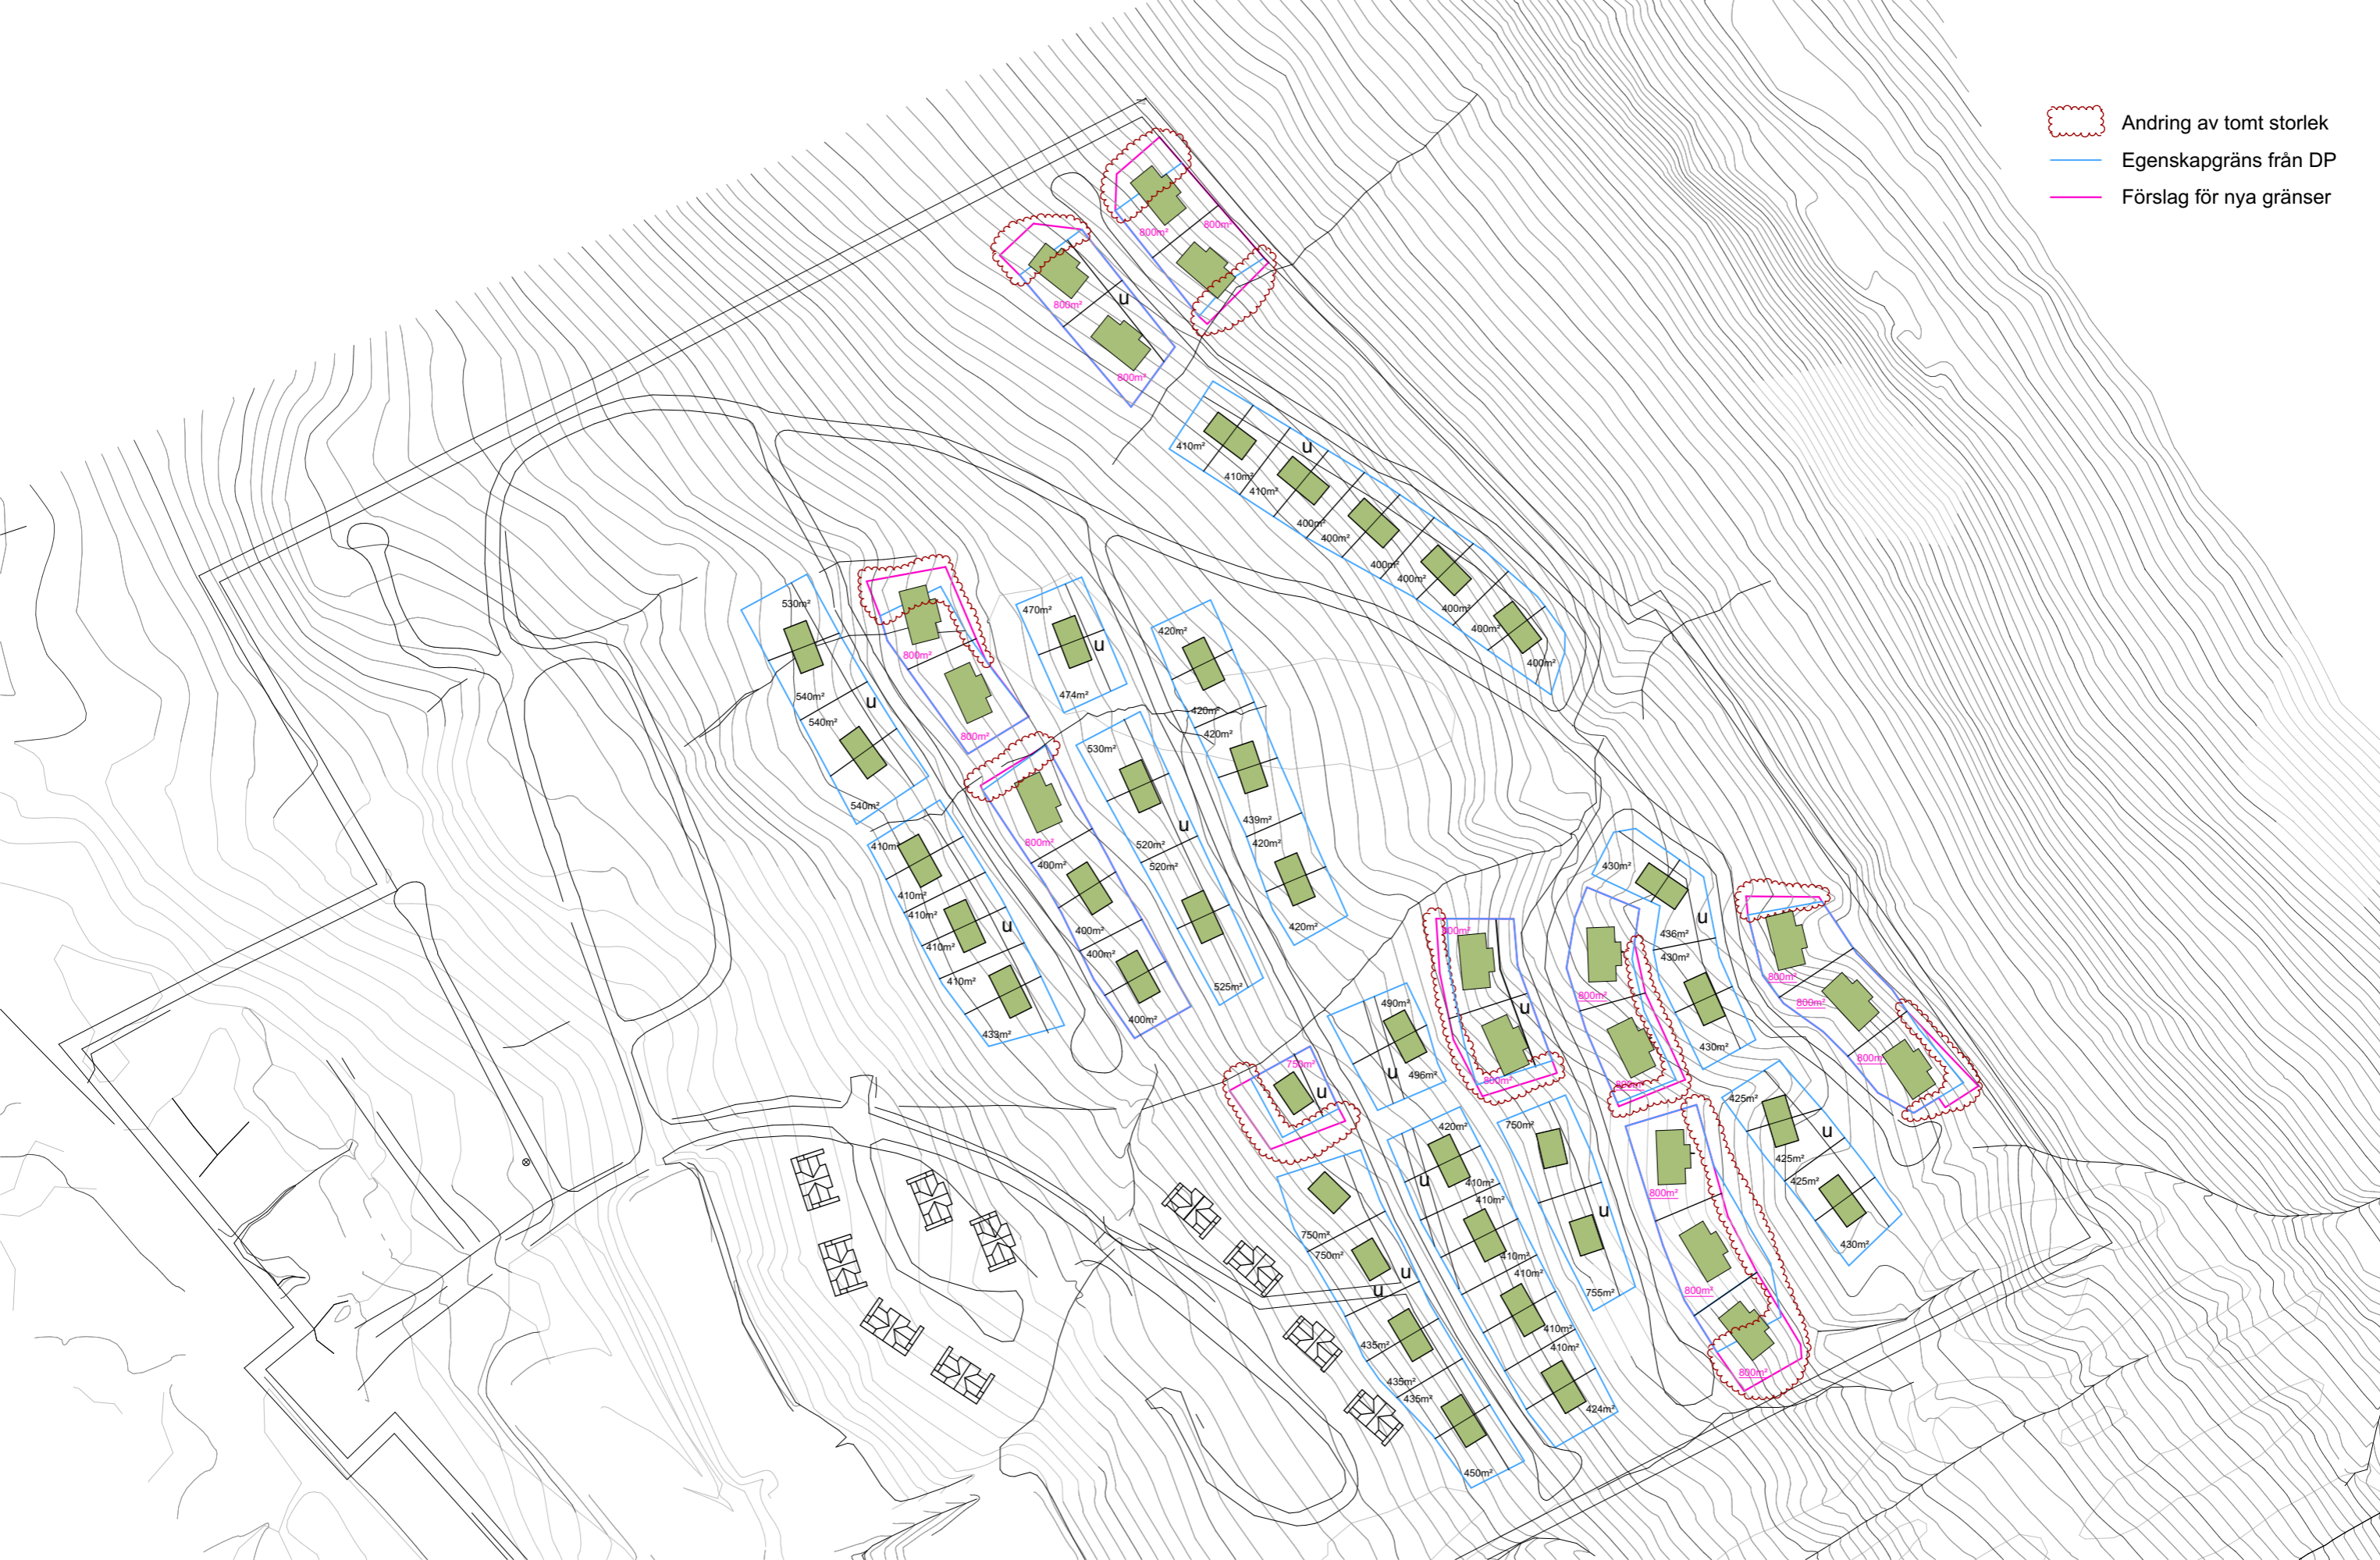 Andring av tomt storlek
Egenskapgräns från DP
Förslag för nya gränser
800m²
800m²
800m²
u
800m²
410m²
u
410m²
410m²
400m²
400m²
400m²
400m²
400m²
400m²
400m²
530m²
540m²
u
540m²
540m²
800m²
800m²
470m²
u
474m²
420m²
420m²
420m²
439m²
420m²
420m²
530m²
u
520m²
520m²
525m²
800m²
400m²
400m²
400m²
400m²
410m²
410m²
410m²
u
410m²
410m²
433m²
430m²
u
436m²
430m²
430m²
800m²
u
800m²
800m²
800m²
800m²
800m²
800m
490m²
u
496m²
750m²
u
425m²
u
425m²
425m²
430m²
420m²
u
410m²
410m²
410m²
410m²
410m²
410m²
424m²
750m²
u
755m²
750m²
750m²
u
u
435m²
435m²
435m²
450m²
800m²
800m²
800m²